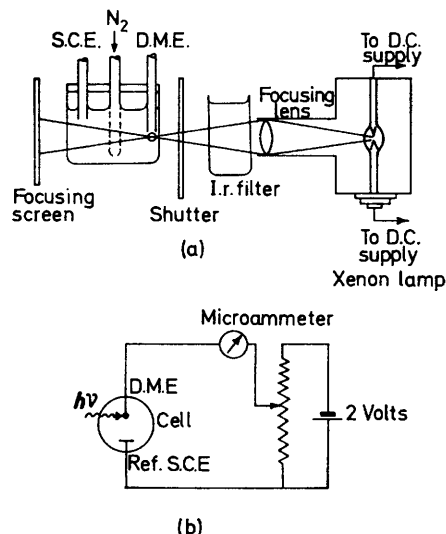 N₂
S.C.E.
D.M.E.
To D.C.
supply
Focusing
lens
I.r. filter
Focusing
screen
Shutter
To D.C.
supply
Xenon lamp
(a)
Microammeter
D.M.E
hν
Cell
2 Volts
Ref. S.C.E
(b)